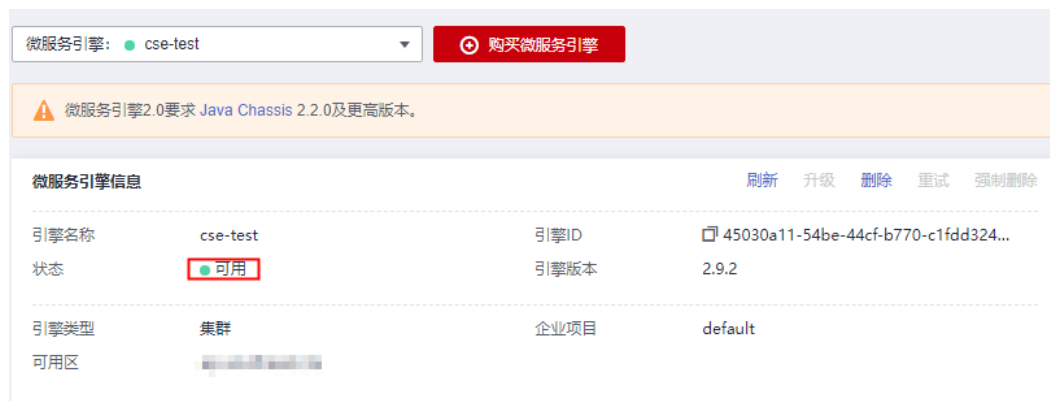 微服务引擎： cse-test 购买微服务引擎
微服务引擎2.0要求 Java Chassis 2.2.0及更高版本。
微服务引擎信息 刷新 升级 删除 重试 强制删除
引擎名称 cse-test 引擎ID 45030a11-54be-44cf-b770-c1fdd324...
状态 可用 引擎版本 2.9.2
引擎类型 集群 企业项目 default
可用区